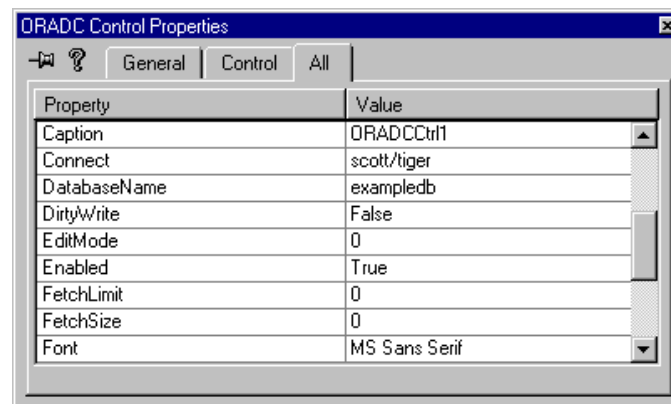 ORADC Control Properties
General Control All
Property Value
Caption ORADCCtrl1
Connect scott/tiger
DatabaseName exampledb
DirtyWrite False
EditMode 0
Enabled True
FetchLimit 0
FetchSize 0
Font MS Sans Serif